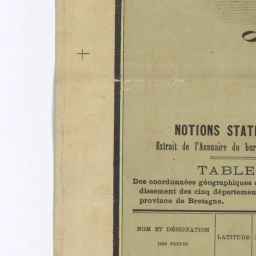 NOTIONS STATI
Extrait de l'Annuaire du bur
TABLE
Des coordonnées géographiques
dissement des cinq départemen
province de Bretagne.
NOM ET DÉSIGNATION LATITUDE
DES POINTS